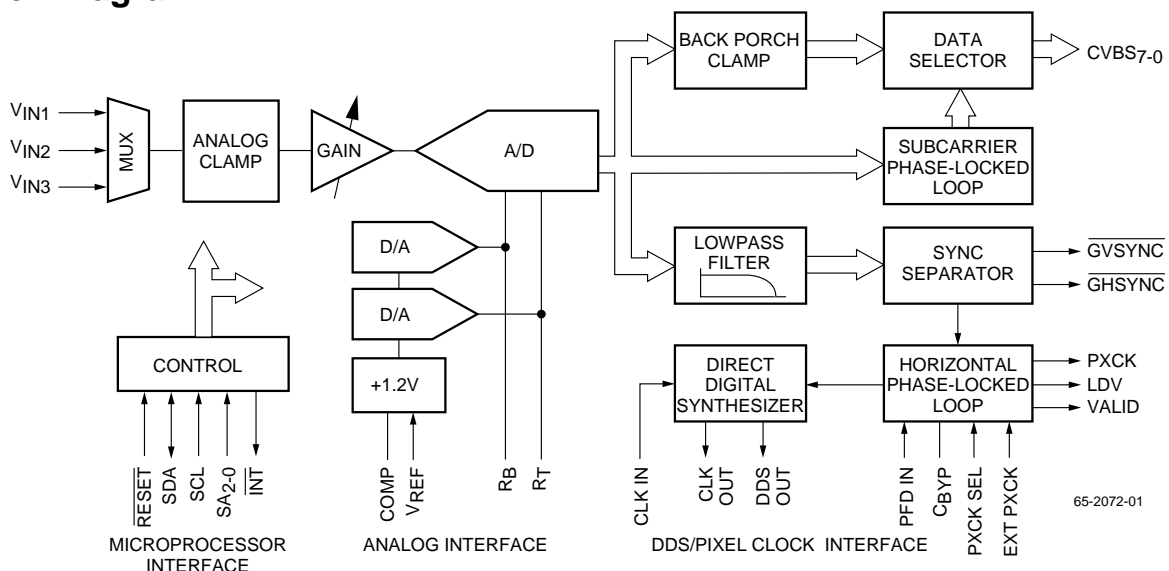 V_IN1
V_IN2
V_IN3
MUX
ANALOG
CLAMP
GAIN
A/D
BACK PORCH
CLAMP
DATA
SELECTOR
CVBS7-0
SUBCARRIER
PHASE-LOCKED
LOOP
D/A
D/A
+1.2V
LOWPASS
FILTER
SYNC
SEPARATOR
GVSYNC
GHSYNC
CONTROL
DIRECT
DIGITAL
SYNTHESIZER
HORIZONTAL
PHASE-LOCKED
LOOP
PXCK
LDV
VALID
RESET
SDA
SCL
SA2-0
INT
COMP
VREF
RB
RT
CLK IN
CLK
OUT
DDS
OUT
PFD IN
CBYP
PXCK SEL
EXT PXCK
65-2072-01
MICROPROCESSOR
INTERFACE
ANALOG INTERFACE
DDS/PIXEL CLOCK INTERFACE